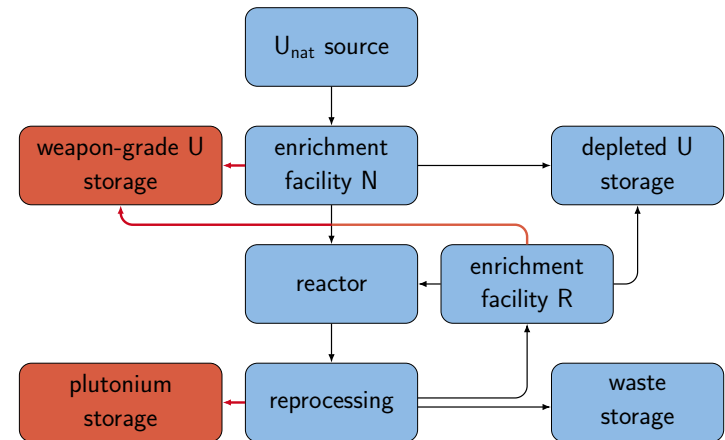 U_nat source
weapon-grade U
storage
enrichment
facility N
depleted U
storage
reactor
enrichment
facility R
plutonium
storage
reprocessing
waste
storage